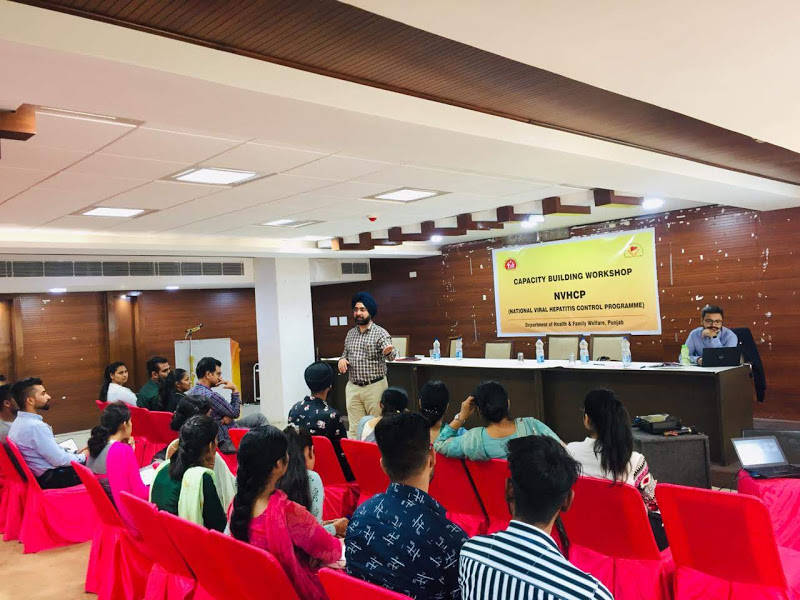 CAPACITY BUILDING WORKSHOP
NVHCP
(NATIONAL VIRAL HEPATITIS CONTROL PROGRAMME)
Department of Health & Family Welfare, Punjab